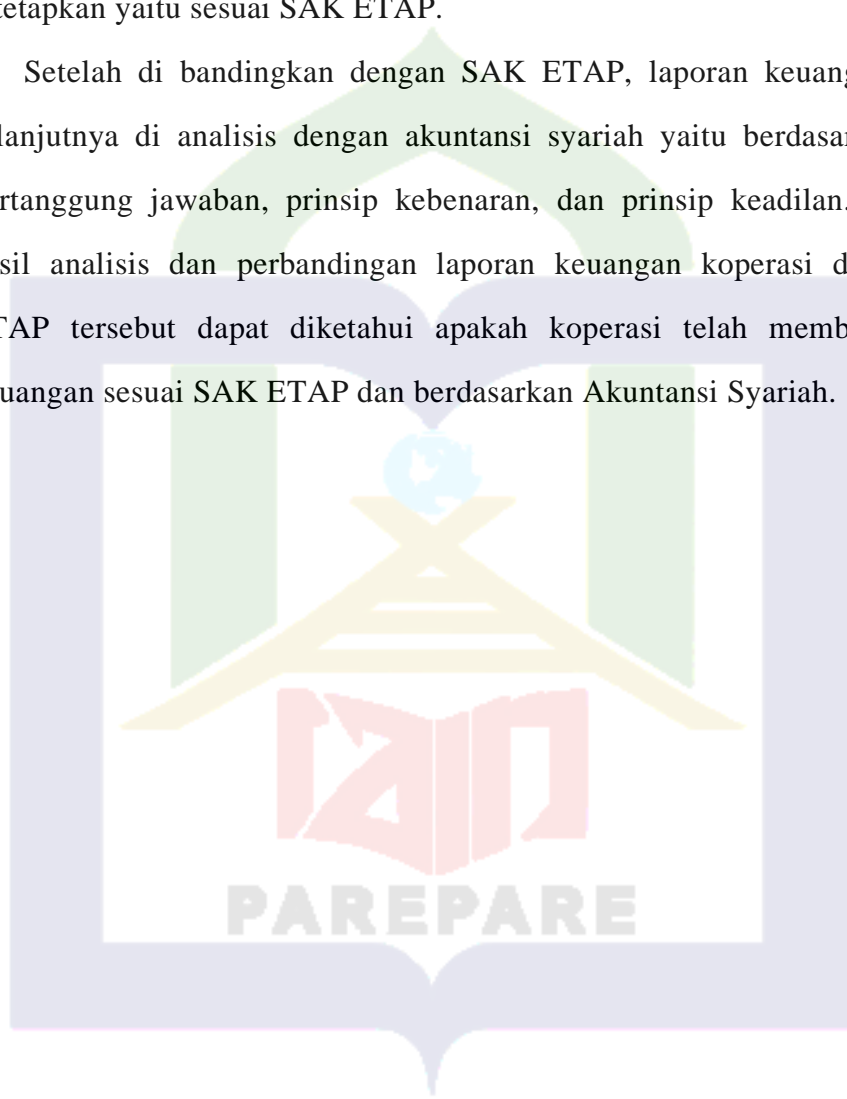 tetapkan yaitu sesuai SAK ETAP.
Setelah di bandingkan dengan SAK ETAP, laporan keuang
lanjutnya di analisis dengan akuntansi syariah yaitu berdasar
rtanggung jawaban, prinsip kebenaran, dan prinsip keadilan.
sil analisis dan perbandingan laporan keuangan koperasi d
TAP tersebut dapat diketahui apakah koperasi telah memb
uangan sesuai SAK ETAP dan berdasarkan Akuntansi Syariah.
iain
PAREPARE